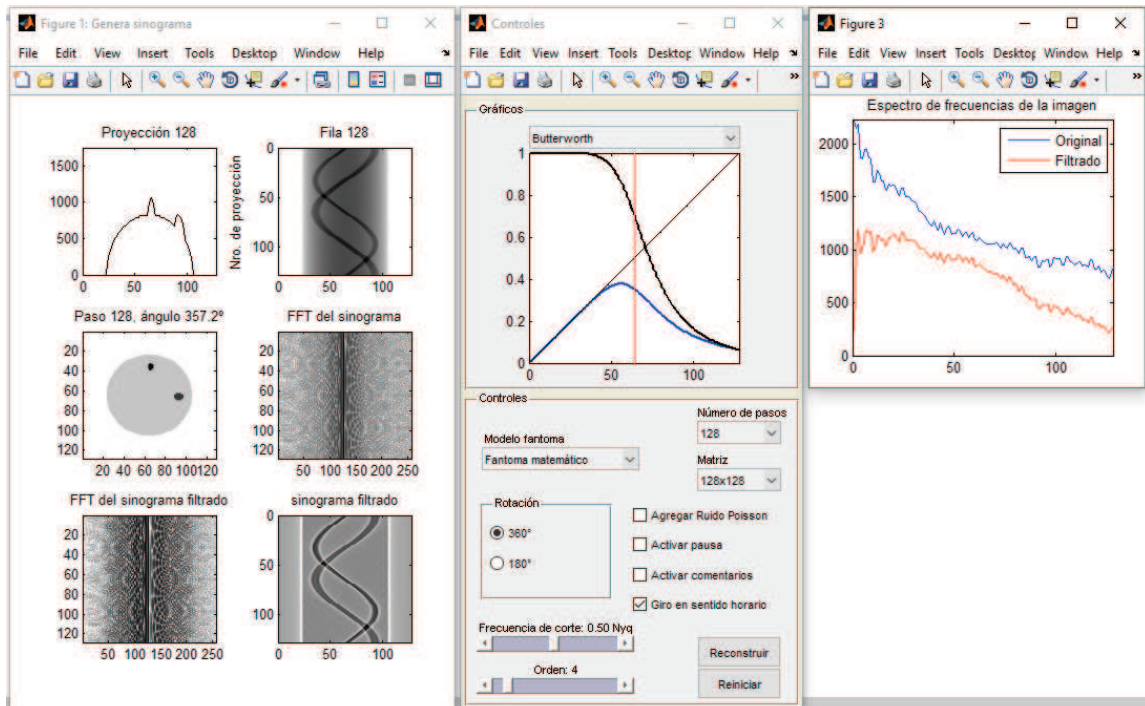 Figure 1: Genera sinograma
File Edit View Insert Tools Desktop Window Help
Proyección 128
1500
1000
500
0
0 50 100
Fila 128
Nro. de proyección
0
50
100
0 50 100
Paso 128, ángulo 357.2º
20
40
60
80
100
120
20 40 60 80 100 120
FFT del sinograma
20
40
60
80
100
120
50 100 150 200 250
FFT del sinograma filtrado
20
40
60
80
100
120
50 100 150 200 250
sinograma filtrado
0
50
100
0 50 100
Controles
File Edit View Insert Tools Desktop Window Help
Gráficos
Butterworth
1
0.8
0.6
0.4
0.2
0
0 50 100
Controles
Modelo fantoma
Fantoma matemático
Número de pasos
128
Matriz
128x128
Rotación
360°
180°
Agregar Ruido Poisson
Activar pausa
Activar comentarios
Giro en sentido horario
Frecuencia de corte: 0.50 Nyq
Orden: 4
Reconstruir
Reiniciar
Figure 3
File Edit View Insert Tools Desktop Window Help
Espectro de frecuencias de la imagen
Original
Filtrado
2000
1500
1000
500
0
0 50 100